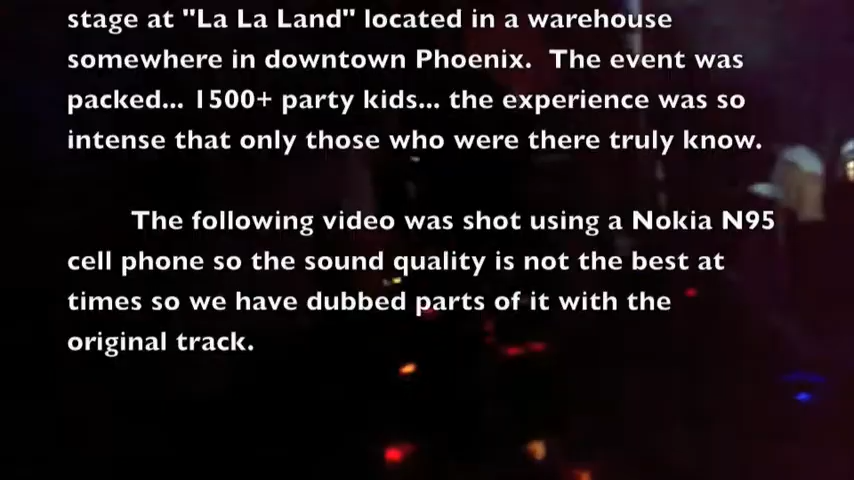 stage at "La La Land" located in a warehouse
somewhere in downtown Phoenix.  The event was
packed... 1500+ party kids... the experience was so
intense that only those who were there truly know.
The following video was shot using a Nokia N95
cell phone so the sound quality is not the best at
times so we have dubbed parts of it with the
original track.